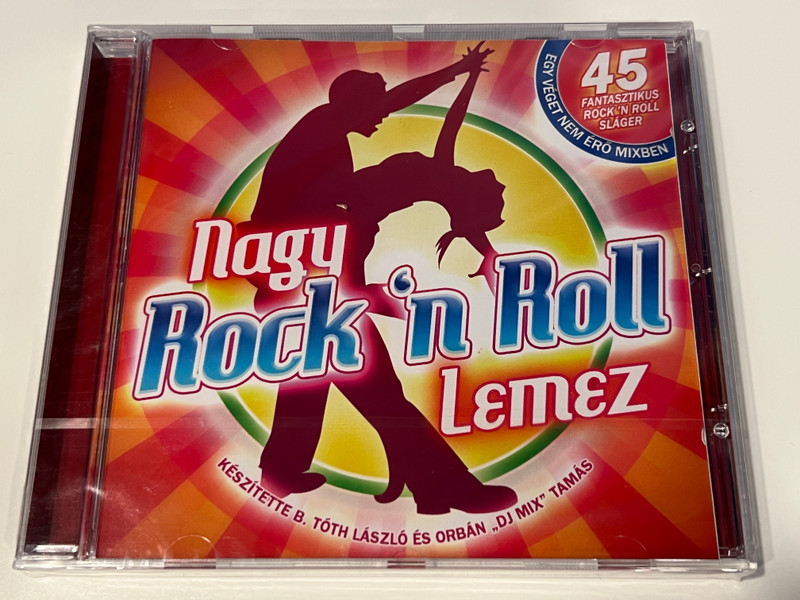 45
FANTASZTIKUS
ROCK 'N ROLL
SLÁGER
EGY VÉGET NEM ÉRŐ MIXBEN
Nagy
Rock 'n Roll
Lemez
KÉSZÍTETTE B. TÓTH LÁSZLÓ ÉS ORBÁN „DJ MIX” TAMÁS